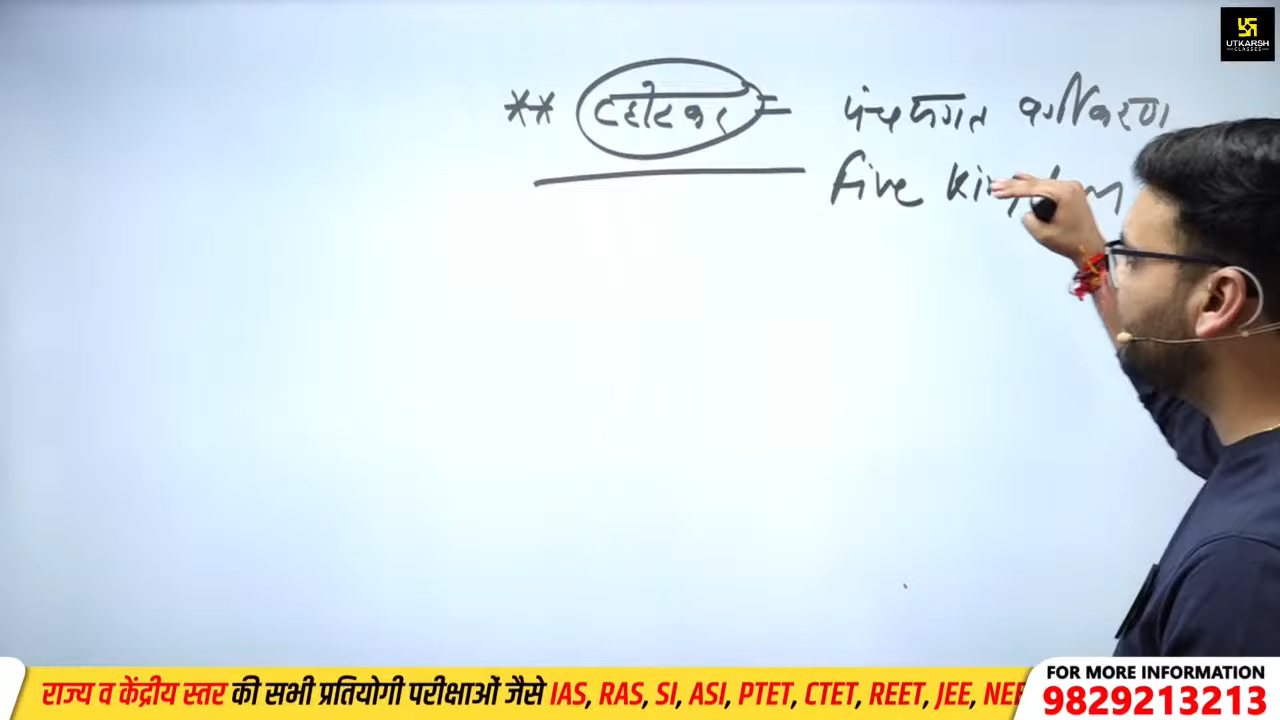 UTKARSH
CLASSES
** व्हीटेकर = पंचजगत वर्गीकरण
Five Kingdom
राज्य व केंद्रीय स्तर की सभी प्रतियोगी परीक्षाओं जैसे IAS, RAS, SI, ASI, PTET, CTET, REET, JEE, NEE
FOR MORE INFORMATION
9829213213